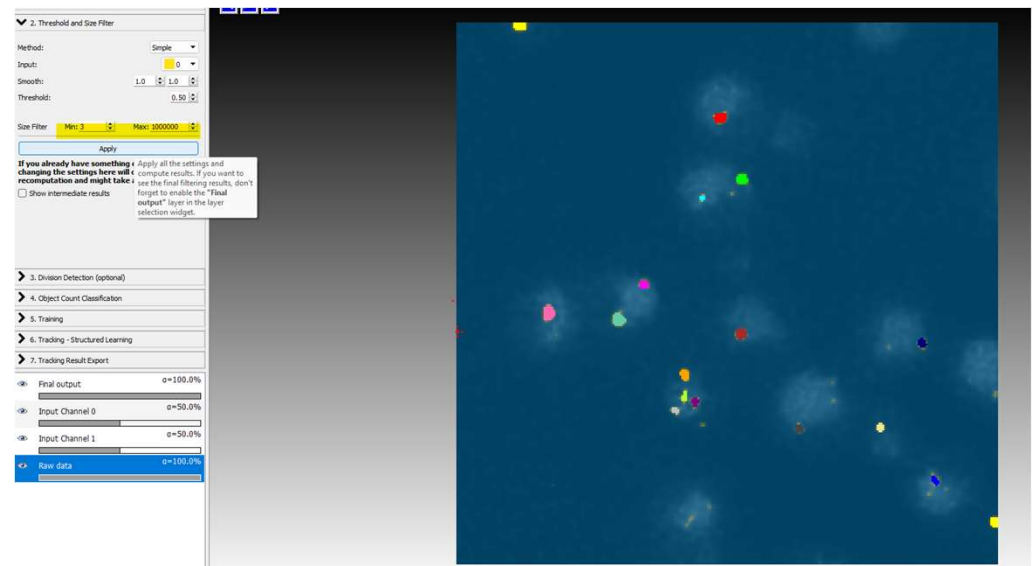 2. Threshold and Size Filter
Method: Simple
Input: 0
Smooth: 1.0 1.0
Threshold: 0.50
Size Filter Min: 3 Max: 1000000
Apply
If you already have something
changing the settings here will
recomputation and might take
Apply all the settings and
compute results. If you want to
see the final filtering results, don't
forget to enable the "Final
output" layer in the layer
selection widget.
Show intermediate results
3. Division Detection (optional)
4. Object Count Classification
5. Training
6. Tracking - Structured Learning
7. Tracking Result Export
Final output α=100.0%
Input Channel 0 α=50.0%
Input Channel 1 α=50.0%
Raw data α=100.0%